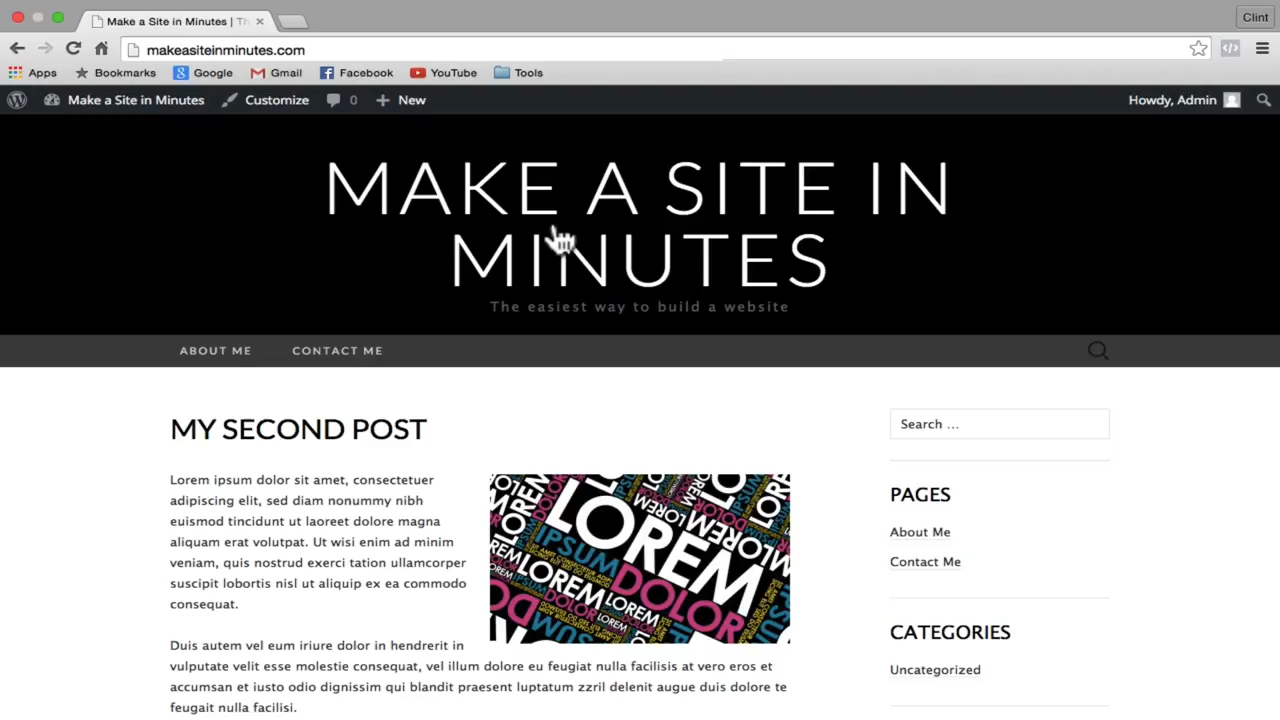 Make a Site in Minutes | Th
Clint
makeasiteinminutes.com
Apps Bookmarks Google Gmail Facebook YouTube Tools
Make a Site in Minutes Customize 0 New Howdy, Admin
MAKE A SITE IN
MINUTES
The easiest way to build a website
ABOUT ME CONTACT ME
MY SECOND POST
Lorem ipsum dolor sit amet, consectetuer
adipiscing elit, sed diam nonummy nibh
euismod tincidunt ut laoreet dolore magna
aliquam erat volutpat. Ut wisi enim ad minim
veniam, quis nostrud exerci tation ullamcorper
suscipit lobortis nisl ut aliquip ex ea commodo
consequat.
LOREM
IPSUM DOLOR
LOREM
DOLOR
LOREM
Duis autem vel eum iriure dolor in hendrerit in
vulputate velit esse molestie consequat, vel illum dolore eu feugiat nulla facilisis at vero eros et
accumsan et iusto odio dignissim qui blandit praesent luptatum zzril delenit augue duis dolore te
feugait nulla facilisi.
Search …
PAGES
About Me
Contact Me
CATEGORIES
Uncategorized